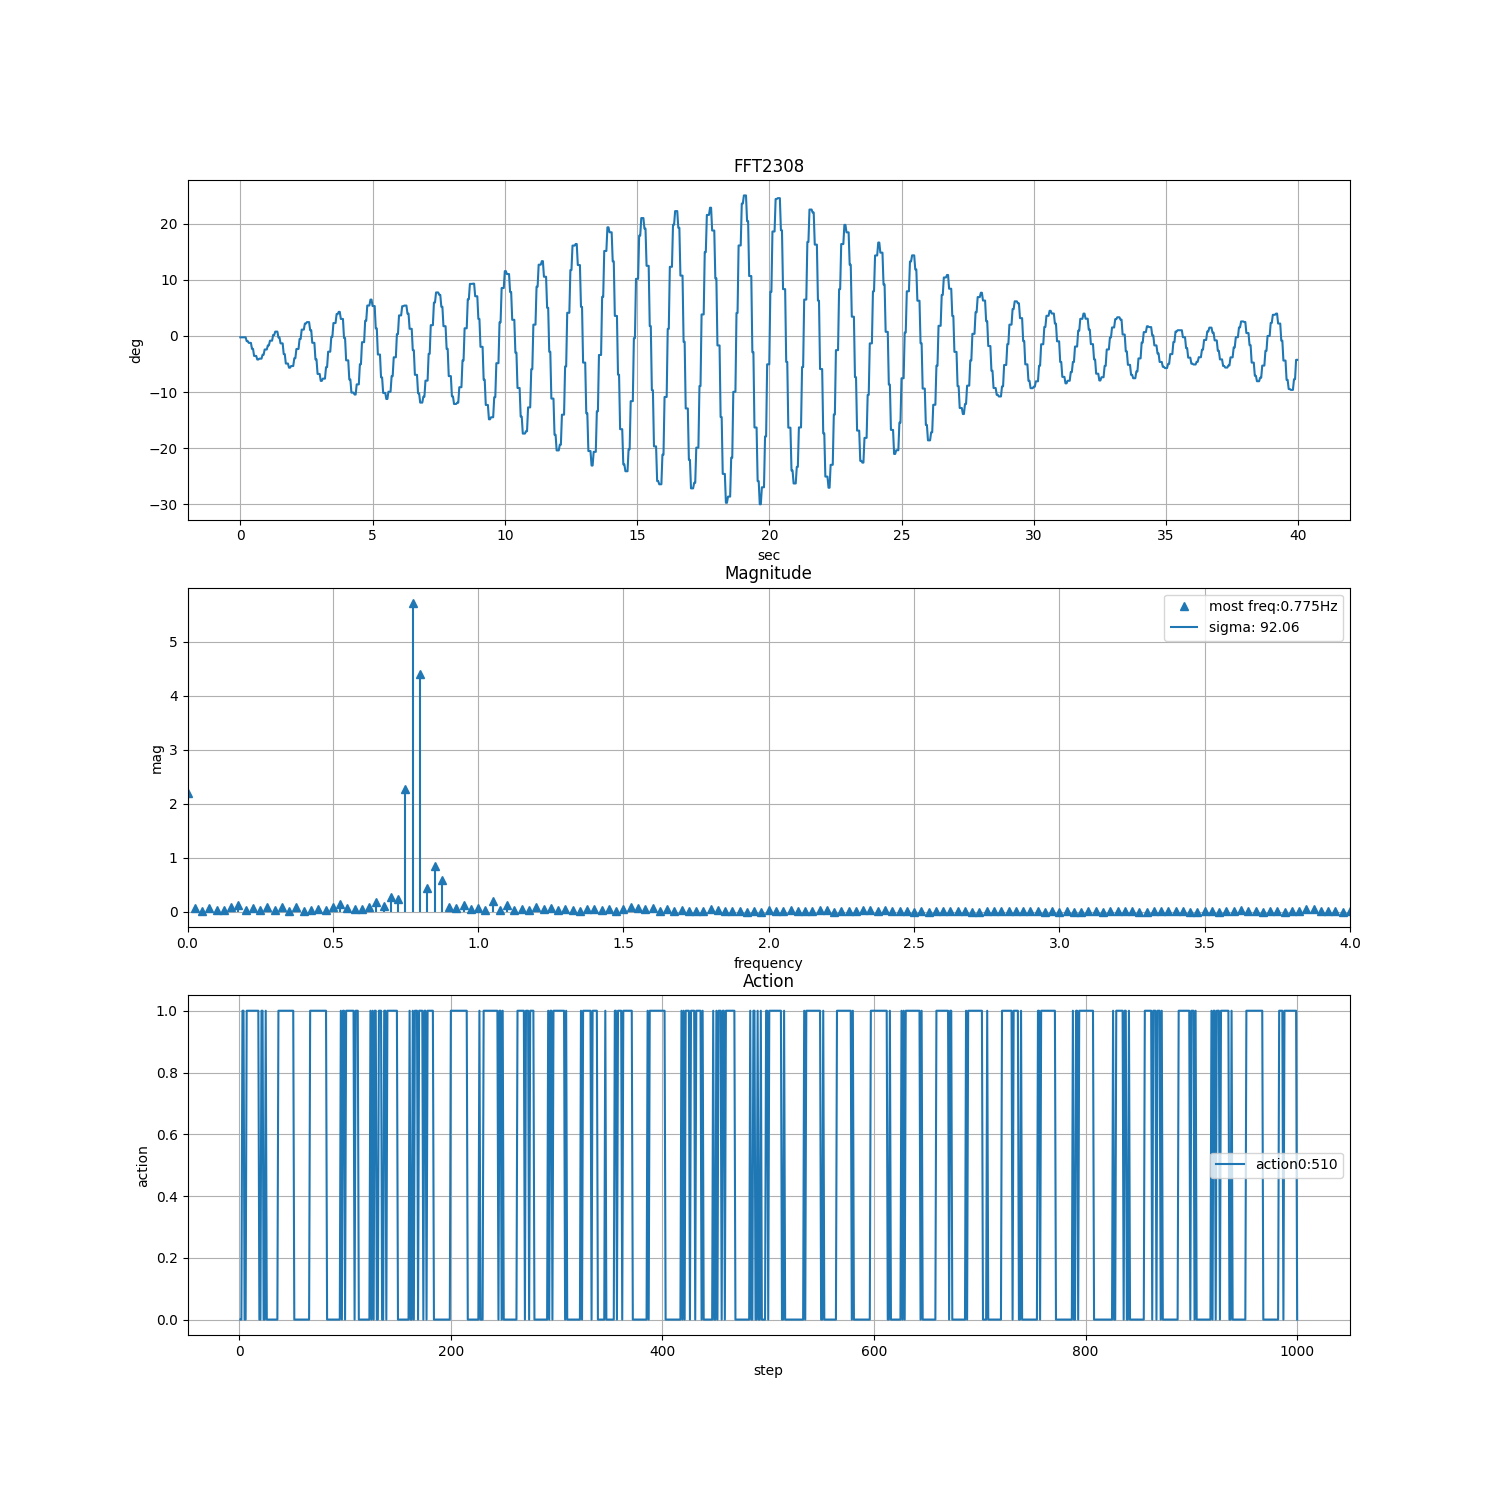 FFT2308
20
10
0
−10
−20
−30
deg
0 5 10 15 20 25 30 35 40
sec
Magnitude
most freq:0.775Hz
sigma: 92.06
5
4
3
2
1
0
mag
0.0 0.5 1.0 1.5 2.0 2.5 3.0 3.5 4.0
frequency
Action
1.0
0.8
0.6
0.4
0.2
0.0
action
action0:510
0 200 400 600 800 1000
step